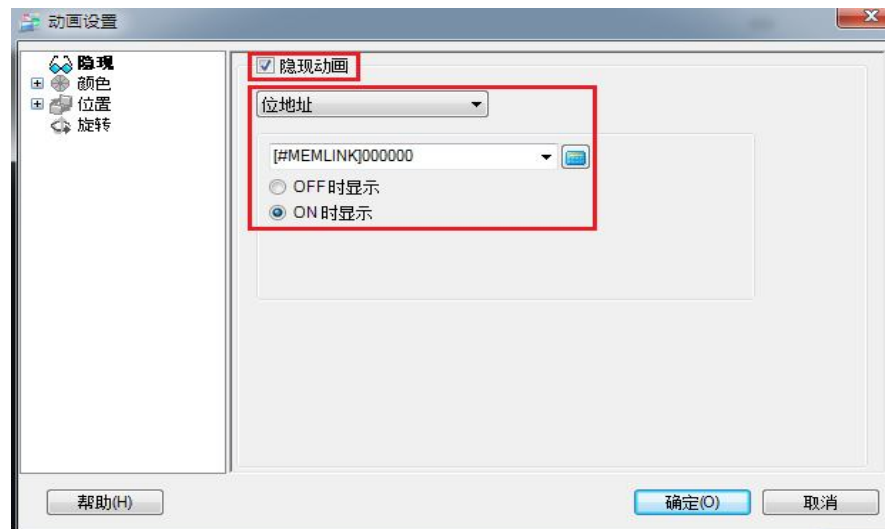 动画设置
隐现
颜色
位置
旋转
隐现动画
位地址
[#MEMLINK]000000
OFF时显示
ON时显示
帮助(H)
确定(O)
取消